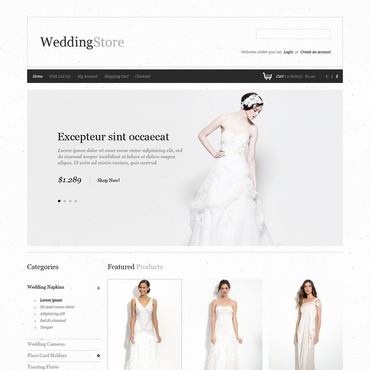 WeddingStore
Welcome visitor you can Login or Create an account
Home Wish List (0) My Account Shopping Cart Checkout
Cart
£ € $
Excepteur sint occaecat
Lorem ipsum dolor sit amet conse ctetur adipisicing elit, sed do eiusmod tempor incididunt ut labore et dolore magna aliqua. Ut enim ad minim veniam, quis nostrud.
$1.289 Shop Now!
Categories
Featured Products
Wedding Napkins
Lorem ipsum
Dolor sit amet conse ctetur
Adipisicing elit
Sed do eiusmod
Tempor
Wedding Cameras
Place Card Holders
Toasting Flutes